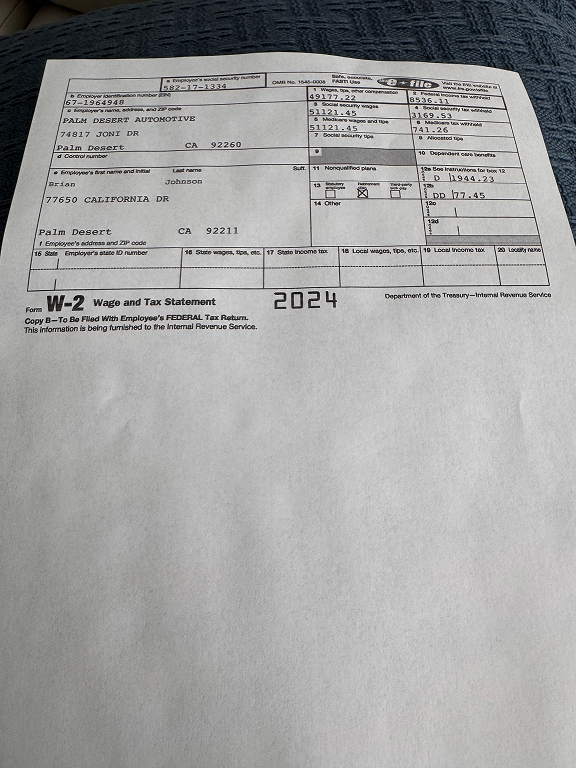 a Employee's social security number
582-17-1334
OMB No. 1545-0008
Safe, accurate, FAST! Use
e-file
Visit the IRS website at www.irs.gov/efile
b Employer identification number (EIN)
67-1964948
1 Wages, tips, other compensation
49177.22
2 Federal income tax withheld
8536.11
c Employer's name, address, and ZIP code
PALM DESERT AUTOMOTIVE
74817 JONI DR
Palm Desert CA 92260
3 Social security wages
51121.45
4 Social security tax withheld
3169.53
5 Medicare wages and tips
51121.45
6 Medicare tax withheld
741.26
7 Social security tips
8 Allocated tips
d Control number
9
10 Dependent care benefits
e Employee's first name and initial Last name Suff.
Brian Johnson
77650 CALIFORNIA DR
Palm Desert CA 92211
f Employee's address and ZIP code
11 Nonqualified plans
12a See instructions for box 12
D 1944.23
13 Statutory employee Retirement plan Third-party sick pay
12b
DD 77.45
14 Other
12c
12d
15 State Employer's state ID number
16 State wages, tips, etc.
17 State income tax
18 Local wages, tips, etc.
19 Local income tax
20 Locality name
Form W-2 Wage and Tax Statement
2024
Department of the Treasury—Internal Revenue Service
Copy B—To Be Filed With Employee's FEDERAL Tax Return.
This information is being furnished to the Internal Revenue Service.